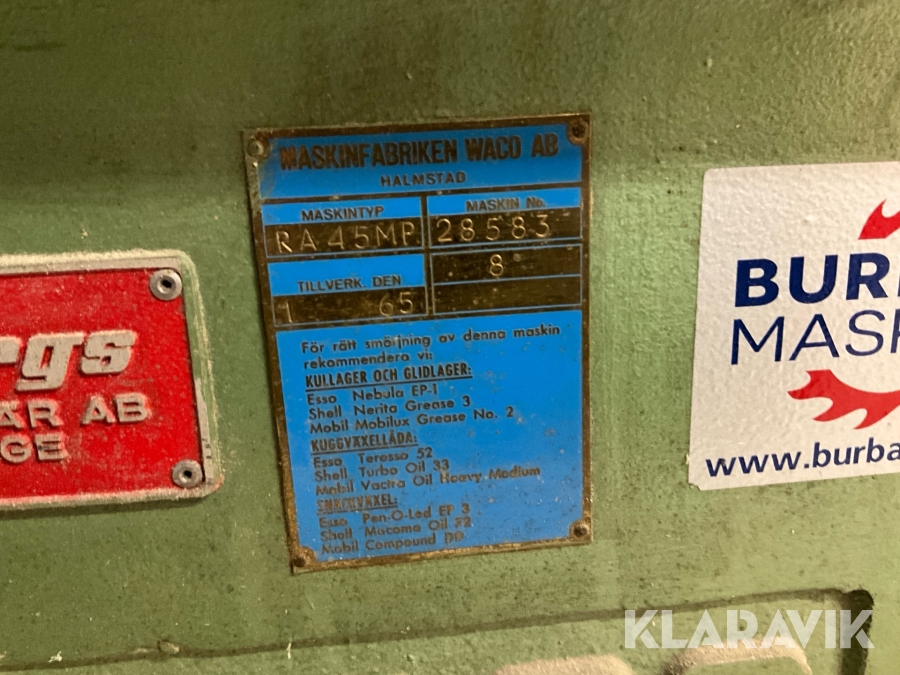 MASKINFABRIKEN WACO AB
HALMSTAD
MASKINTYP
RA45MP
MASKIN No.
28583
8
TILLVERK. DEN
1 65
För rätt smörjning av denna maskin
rekommendera vi:
KULLAGER OCH GLIDLAGER:
Esso Nebula EP-1
Shell Nerita Grease 3
Mobil Mobilux Grease No. 2
KUGGVÄXELLÅDA:
Esso Teresso 52
Shell Turbo Oil 33
Mobil Vacira Oil Heavy Medium
Esso Pen-O-Led EP 3
Shell Macoma Oil 72
Mobil Compound DD
rgs
ÄR AB
GE
BUR
MASK
www.burba
KLARAVIK